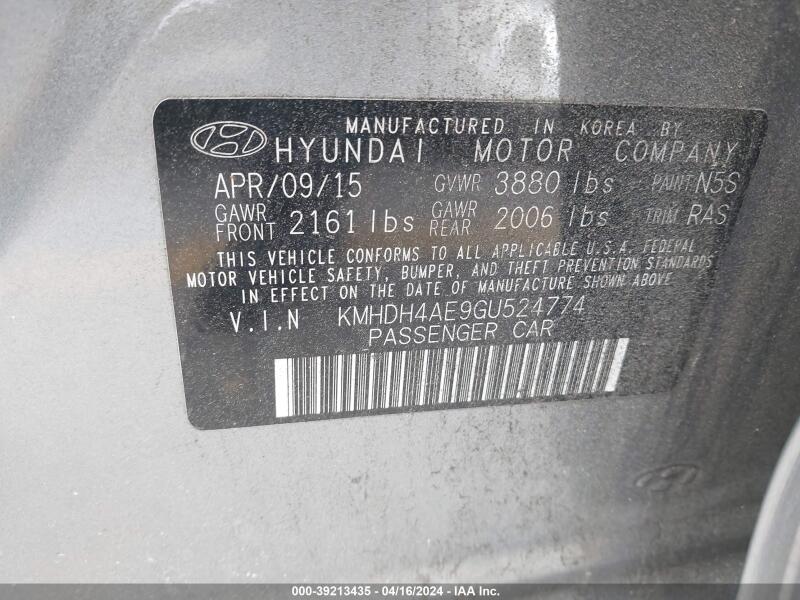 MANUFACTURED IN KOREA BY
HYUNDAI MOTOR COMPANY
APR/09/15 GVWR 3880 lbs PAINT N5S
GAWR FRONT 2161 lbs GAWR REAR 2006 lbs TRIM RAS
THIS VEHICLE CONFORMS TO ALL APPLICABLE U.S.A. FEDERAL
MOTOR VEHICLE SAFETY, BUMPER, AND THEFT PREVENTION STANDARDS
IN EFFECT ON THE DATE OF MANUFACTURE SHOWN ABOVE
V.I.N KMHDH4AE9GU524774
PASSENGER CAR
000-39213435 - 04/16/2024 - IAA Inc.